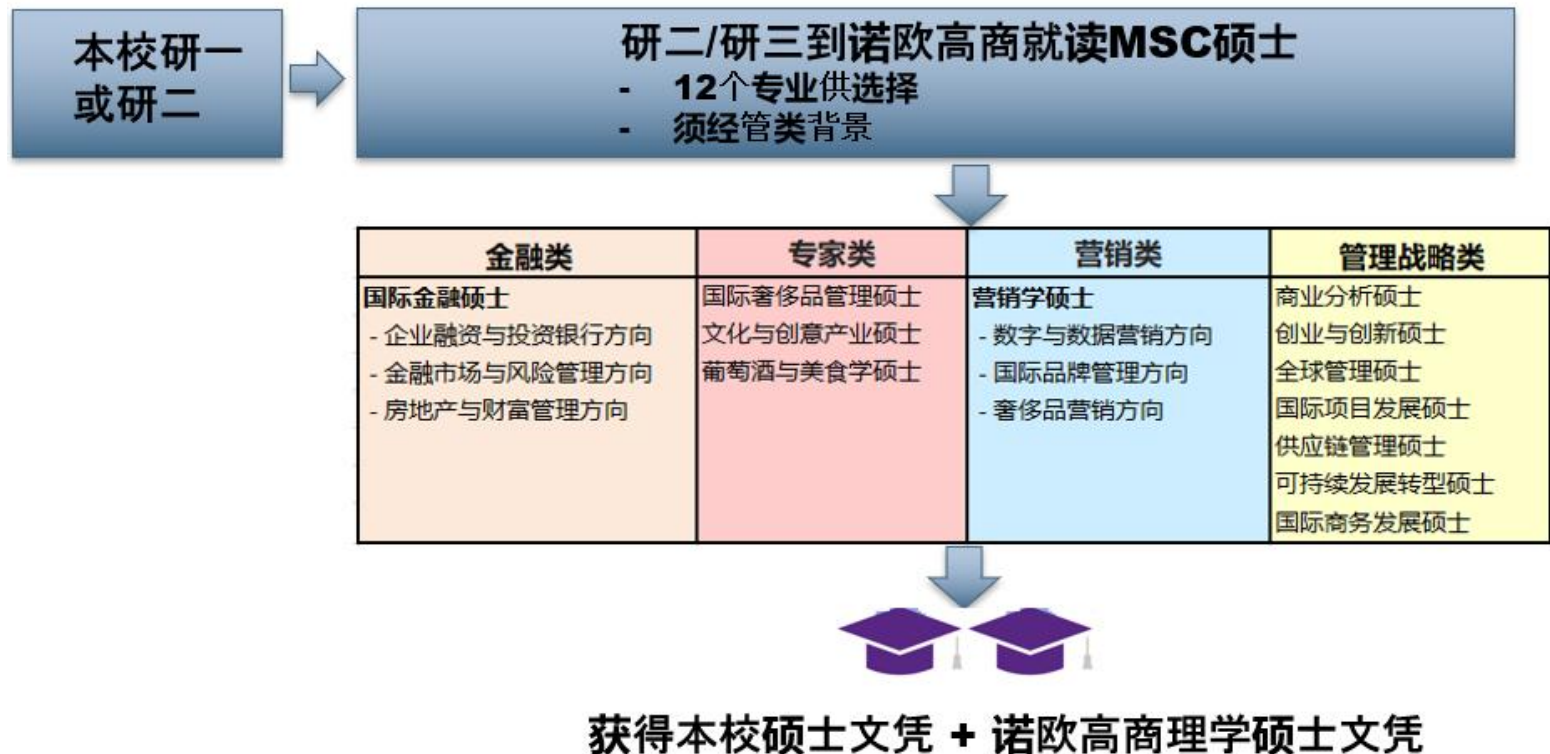 本校研一
或研二
研二/研三到诺欧高商就读MSC硕士
- 12个专业供选择
- 须经管类背景
金融类
国际金融硕士
- 企业融资与投资银行方向
- 金融市场与风险管理方向
- 房地产与财富管理方向
专家类
国际奢侈品管理硕士
文化与创意产业硕士
葡萄酒与美食学硕士
营销类
营销学硕士
- 数字与数据营销方向
- 国际品牌管理方向
- 奢侈品营销方向
管理战略类
商业分析硕士
创业与创新硕士
全球管理硕士
国际项目发展硕士
供应链管理硕士
可持续发展转型硕士
国际商务发展硕士
获得本校硕士文凭 + 诺欧高商理学硕士文凭